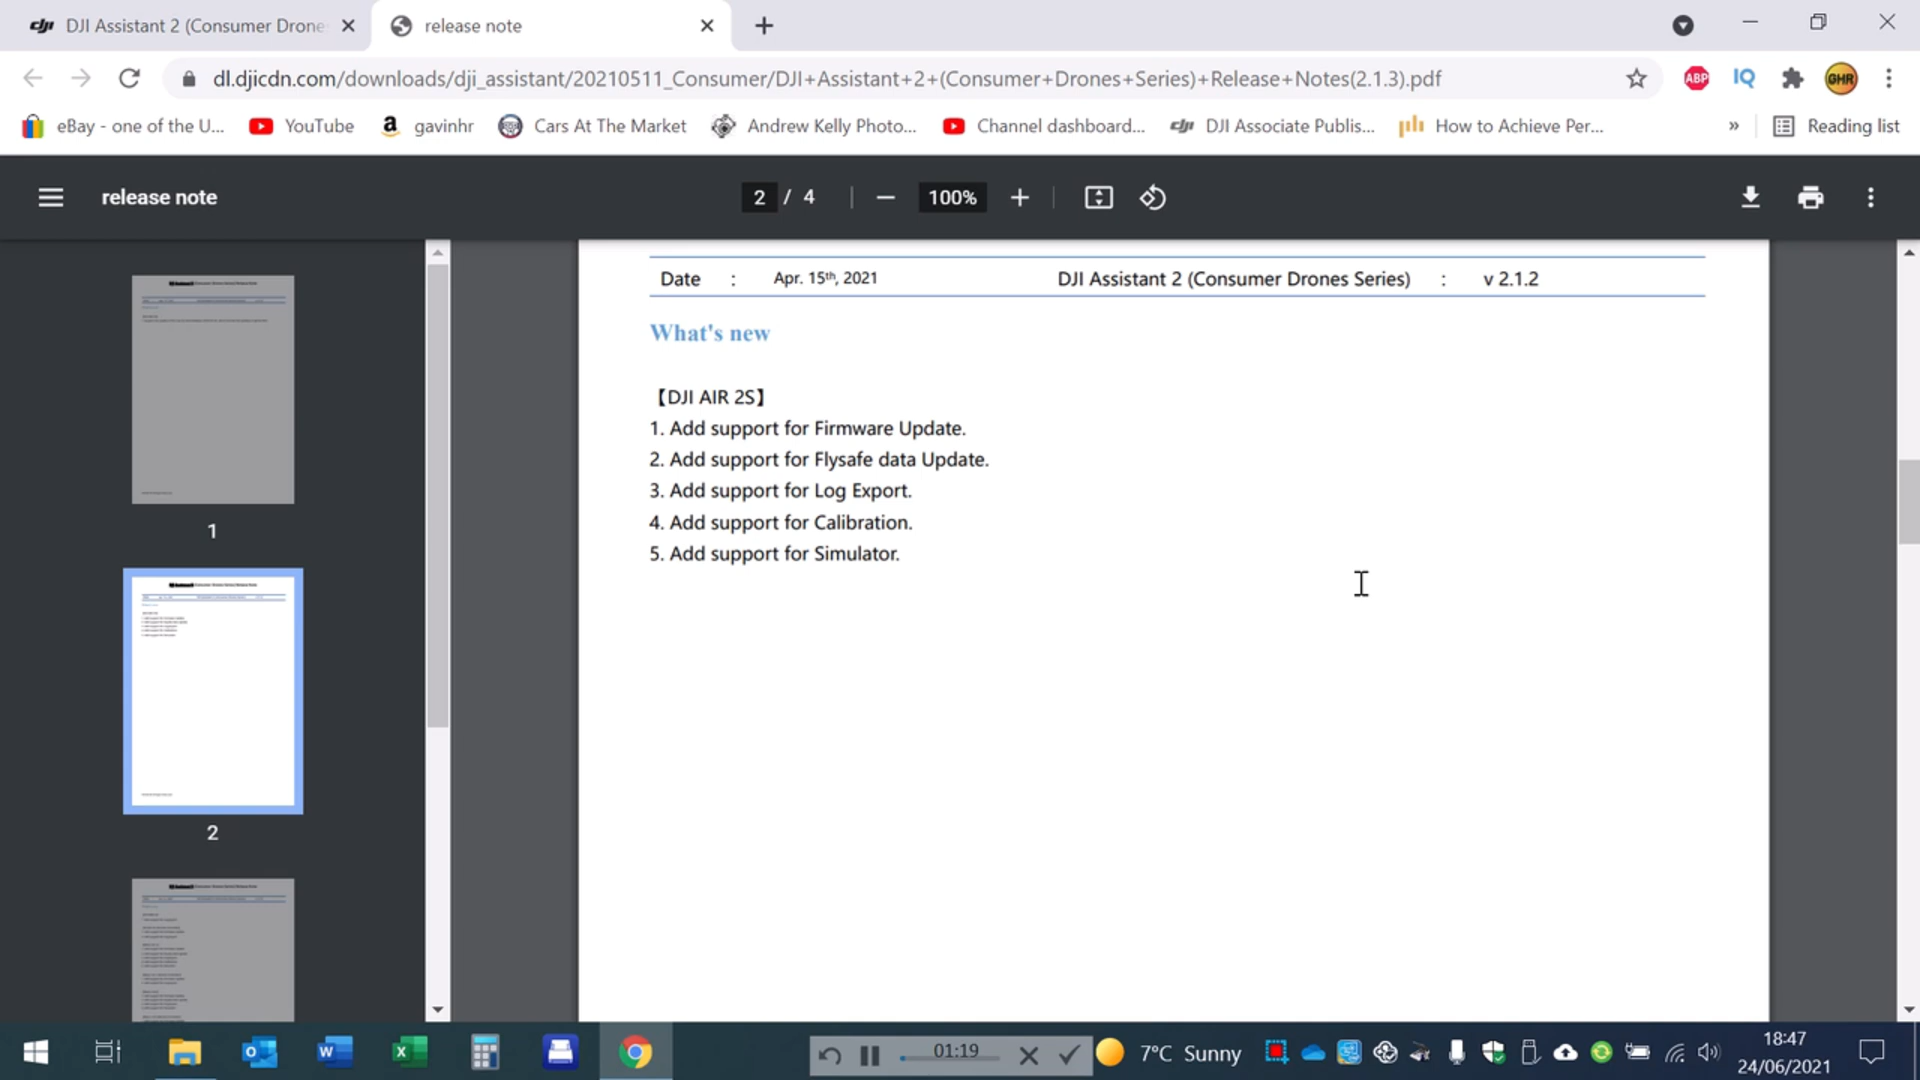 dji DJI Assistant 2 (Consumer Drone
release note
dl.djicdn.com/downloads/dji_assistant/20210511_Consumer/DJI+Assistant+2+(Consumer+Drones+Series)+Release+Notes(2.1.3).pdf
ABP
IQ
GHR
eBay - one of the U...
YouTube
a gavinhr
Cars At The Market
Andrew Kelly Photo...
Channel dashboard...
dji DJI Associate Publis...
How to Achieve Per...
»
Reading list
release note
2 / 4
100%
1
2
Date : Apr. 15th, 2021 DJI Assistant 2 (Consumer Drones Series) : v 2.1.2
What's new
【DJI AIR 2S】
1. Add support for Firmware Update.
2. Add support for Flysafe data Update.
3. Add support for Log Export.
4. Add support for Calibration.
5. Add support for Simulator.
01:19
7°C Sunny
18:47
24/06/2021